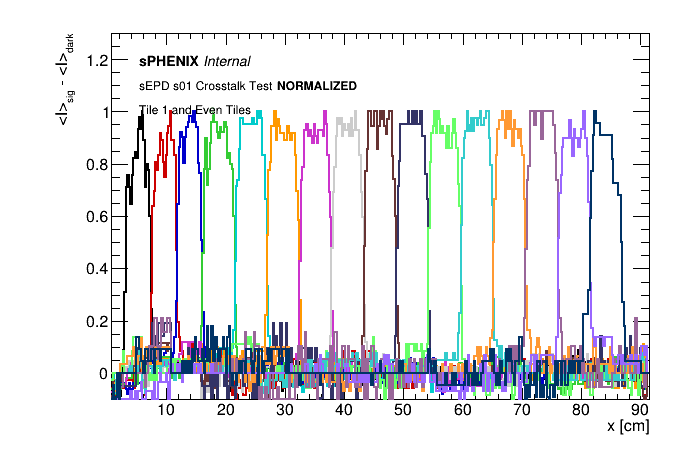 <I>sig - <I>dark
sPHENIX Internal
sEPD s01 Crosstalk Test NORMALIZED
Tile 1 and Even Tiles
1.2
1
0.8
0.6
0.4
0.2
0
10 20 30 40 50 60 70 80 90
x [cm]